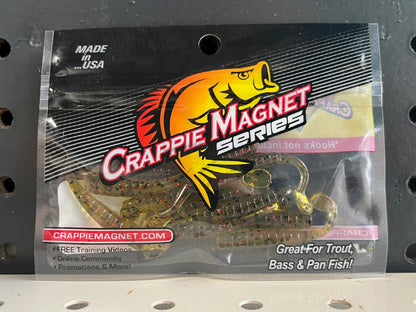 MADE
in
...USA
CRAPPIE MAGNET
SERIES
*Hooks not inclu
CRAPPIEMAGNET.COM
• FREE Training Videos
• Online Community
• Promotions & More!
Great For Trout,
Bass & Pan Fish!